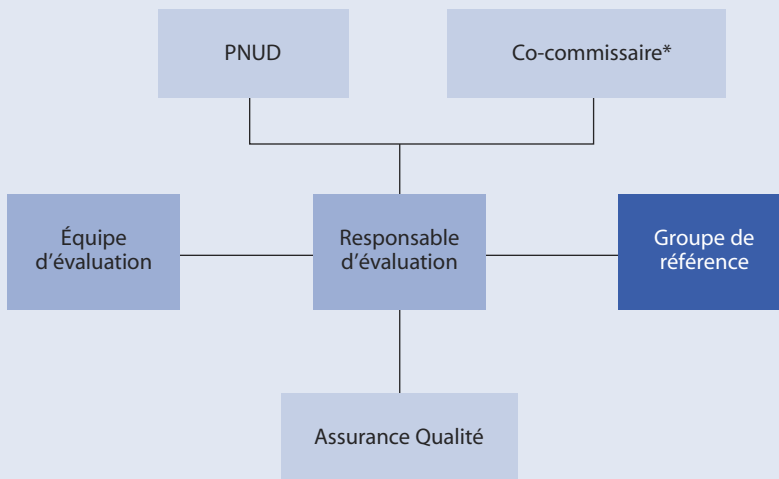 PNUD
Co-commissaire*
Équipe
d’évaluation
Responsable
d’évaluation
Groupe de
référence
Assurance Qualité